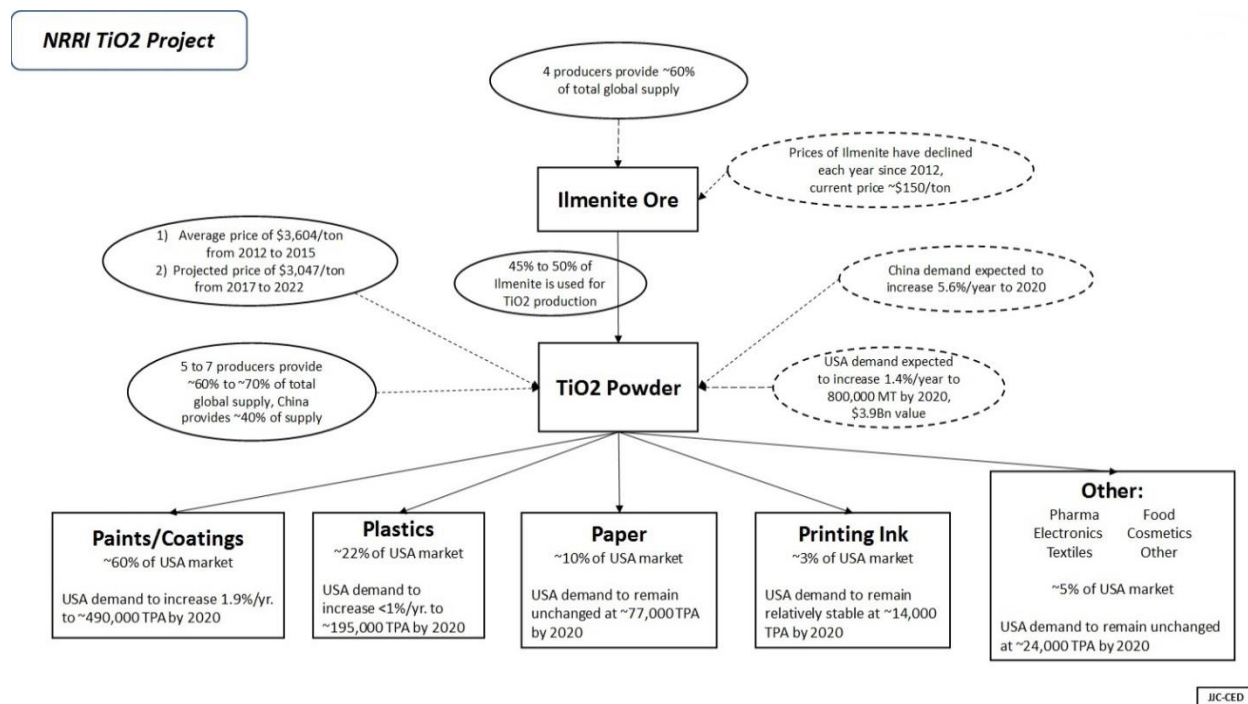 NRRI TiO2 Project
4 producers provide ~60%
of total global supply
Prices of Ilmenite have declined
each year since 2012,
current price ~$150/ton
Ilmenite Ore
1) Average price of $3,604/ton
from 2012 to 2015
2) Projected price of $3,047/ton
from 2017 to 2022
45% to 50% of
Ilmenite is used for
TiO2 production
China demand expected to
increase 5.6%/year to 2020
5 to 7 producers provide
~60% to ~70% of total
global supply, China
provides ~40% of supply
TiO2 Powder
USA demand expected
to increase 1.4%/year to
800,000 MT by 2020,
$3.9Bn value
Paints/Coatings
~60% of USA market
USA demand to increase 1.9%/yr.
to ~490,000 TPA by 2020
Plastics
~22% of USA market
USA demand to
increase <1%/yr. to
~195,000 TPA by 2020
Paper
~10% of USA market
USA demand to remain
unchanged at ~77,000 TPA
by 2020
Printing Ink
~3% of USA market
USA demand to remain
relatively stable at ~14,000
TPA by 2020
Other:
Pharma Food
Electronics Cosmetics
Textiles Other
~5% of USA market
USA demand to remain unchanged
at ~24,000 TPA by 2020
JJC-CED